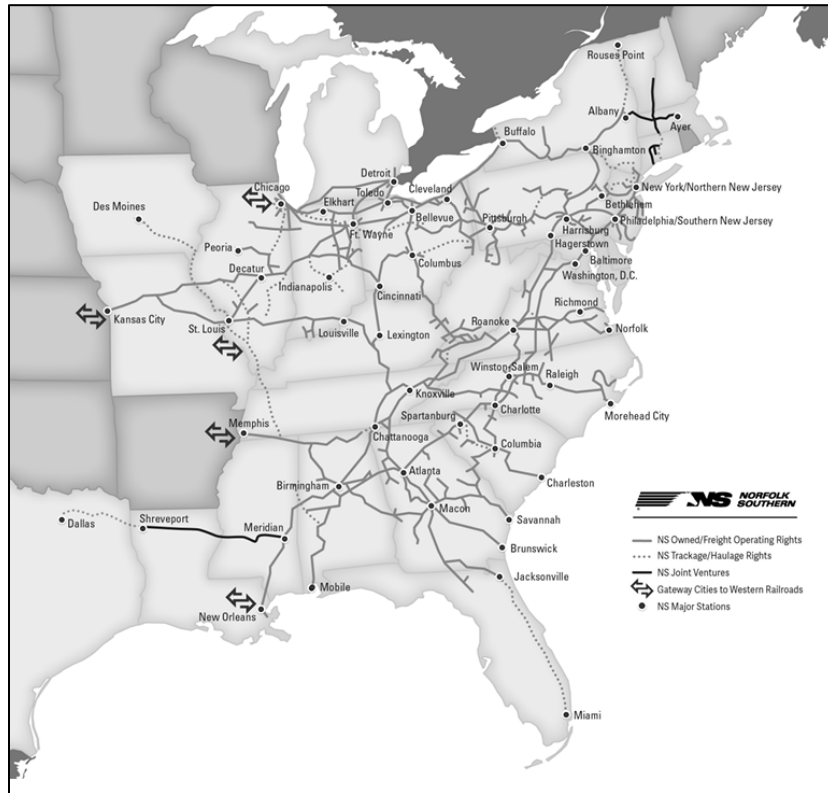 Rouses Point
Albany
Ayer
Buffalo
Binghamton
Detroit
Chicago
Toledo
Cleveland
New York/Northern New Jersey
Elkhart
Des Moines
Bethlehem
Bellevue
Pittsburgh
Philadelphia/Southern New Jersey
Ft. Wayne
Harrisburg
Hagerstown
Peoria
Columbus
Baltimore
Decatur
Washington, D.C.
Indianapolis
Cincinnati
Richmond
Kansas City
St. Louis
Louisville
Lexington
Roanoke
Norfolk
Winston-Salem
Raleigh
Knoxville
Spartanburg
Charlotte
Morehead City
Memphis
Chattanooga
Columbia
Atlanta
Birmingham
Charleston
Macon
Dallas
Shreveport
Meridian
Savannah
Brunswick
Jacksonville
Mobile
New Orleans
Miami
NS NORFOLK
SOUTHERN
NS Owned/Freight Operating Rights
NS Trackage/Haulage Rights
NS Joint Ventures
Gateway Cities to Western Railroads
NS Major Stations